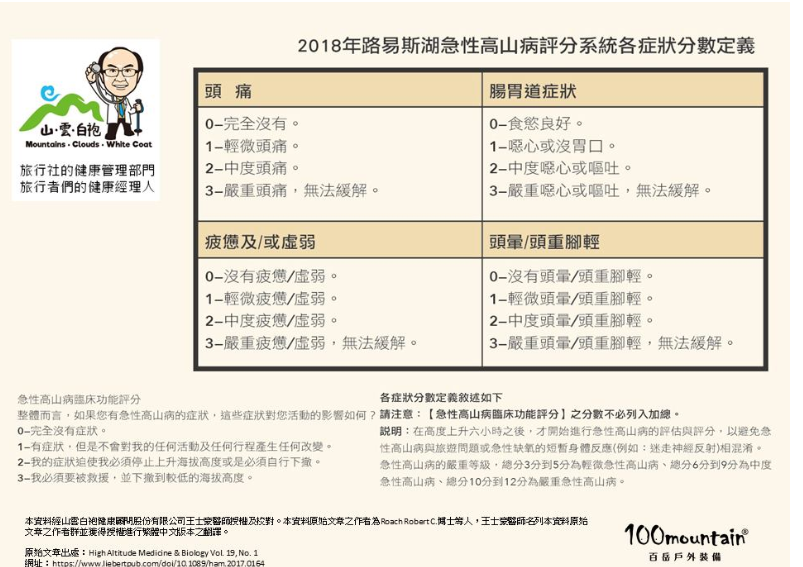 2018年路易斯湖急性高山病評分系統各症狀分數定義
山·雲·白袍
Mountains・Clouds・White Coat
旅行社的健康管理部門
旅行者們的健康經理人
頭 痛
0–完全沒有。
1–輕微頭痛。
2–中度頭痛。
3–嚴重頭痛，無法緩解。
腸胃道症狀
0–食慾良好。
1–噁心或沒胃口。
2–中度噁心或嘔吐。
3–嚴重噁心或嘔吐，無法緩解。
疲憊及/或虛弱
0–沒有疲憊/虛弱。
1–輕微疲憊/虛弱。
2–中度疲憊/虛弱。
3–嚴重疲憊/虛弱，無法緩解。
頭暈/頭重腳輕
0–沒有頭暈/頭重腳輕。
1–輕微頭暈/頭重腳輕。
2–中度頭暈/頭重腳輕。
3–嚴重頭暈/頭重腳輕，無法緩解。
急性高山病臨床功能評分
整體而言，如果您有急性高山病的症狀，這些症狀對您活動的影響如何？
0–完全沒有症狀。
1–有症狀，但是不會對我的任何活動及任何行程產生任何改變。
2–我的症狀迫使我必須停止上升海拔高度或是必須自行下撤。
3–我必須要被救援，並下撤到較低的海拔高度。
各症狀分數定義敘述如下
請注意：【急性高山病臨床功能評分】之分數不必列入加總。
說明：在高度上升六小時之後，才開始進行急性高山病的評估與評分，以避免急
性高山病與旅遊問題或急性缺氧的短暫身體反應(例如：迷走神經反射)相混淆。
急性高山病的嚴重等級，總分3分到5分為輕微急性高山病、總分6分到9分為中度
急性高山病、總分10分到12分為嚴重急性高山病。
本資料經山雲白袍健康顧問股份有限公司王士豪醫師授權及校對。本資料原始文章之作者為Roach Robert C.博士等人，王士豪醫師名列本資料原始
文章之作者群並獲得授權進行繁體中文版本之翻譯。
原始文章出處：High Altitude Medicine & Biology Vol. 19, No. 1
網址：https://www.liebertpub.com/doi/10.1089/ham.2017.0164
100mountain®
百岳戶外裝備